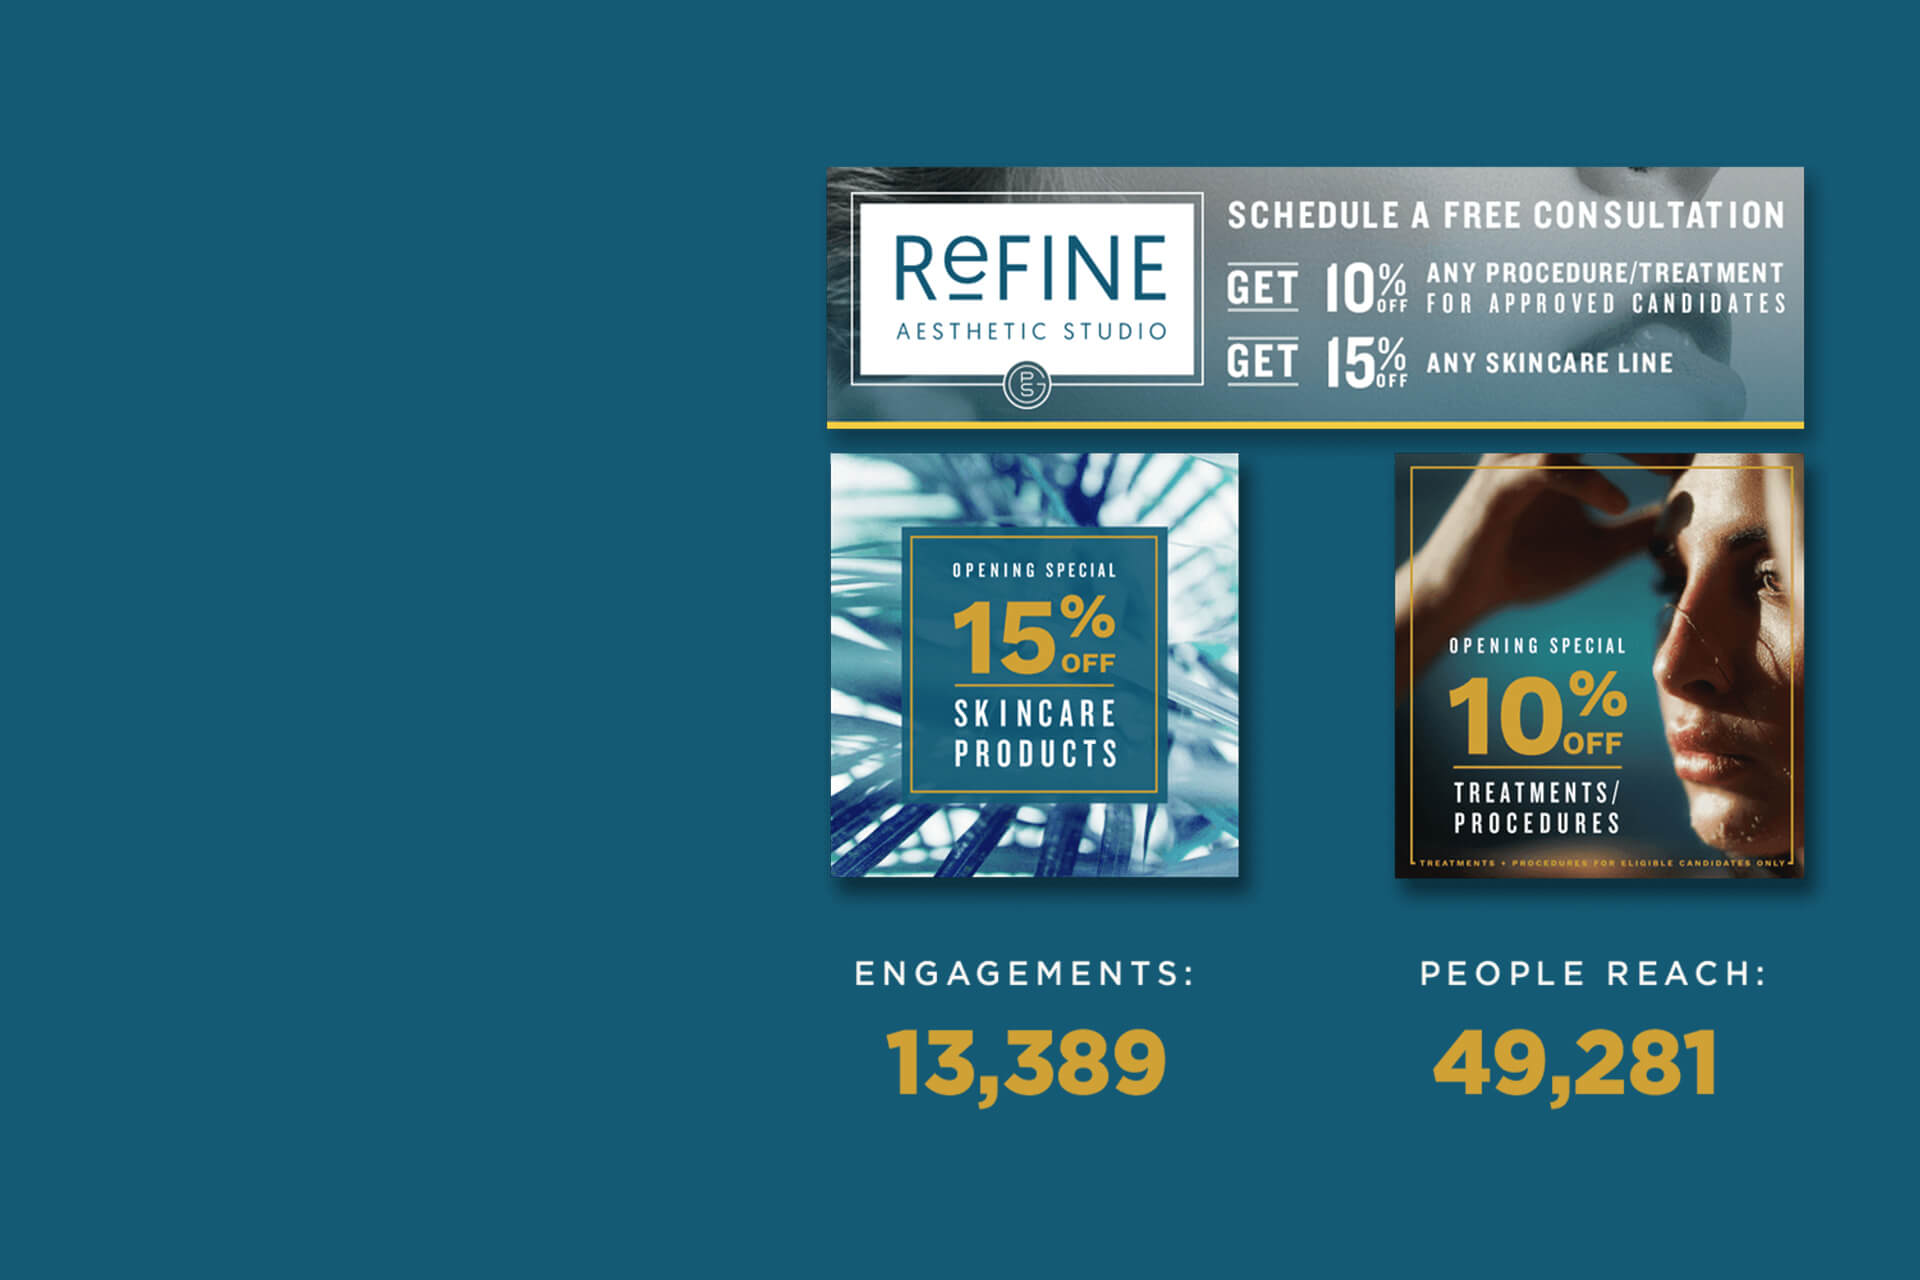 ReFINE
AESTHETIC STUDIO
PSG
SCHEDULE A FREE CONSULTATION
GET 10% OFF ANY PROCEDURE/TREATMENT
FOR APPROVED CANDIDATES
GET 15% OFF ANY SKINCARE LINE
OPENING SPECIAL
15% OFF
SKINCARE
PRODUCTS
OPENING SPECIAL
10% OFF
TREATMENTS/
PROCEDURES
TREATMENTS + PROCEDURES FOR ELIGIBLE CANDIDATES ONLY
ENGAGEMENTS:
13,389
PEOPLE REACH:
49,281